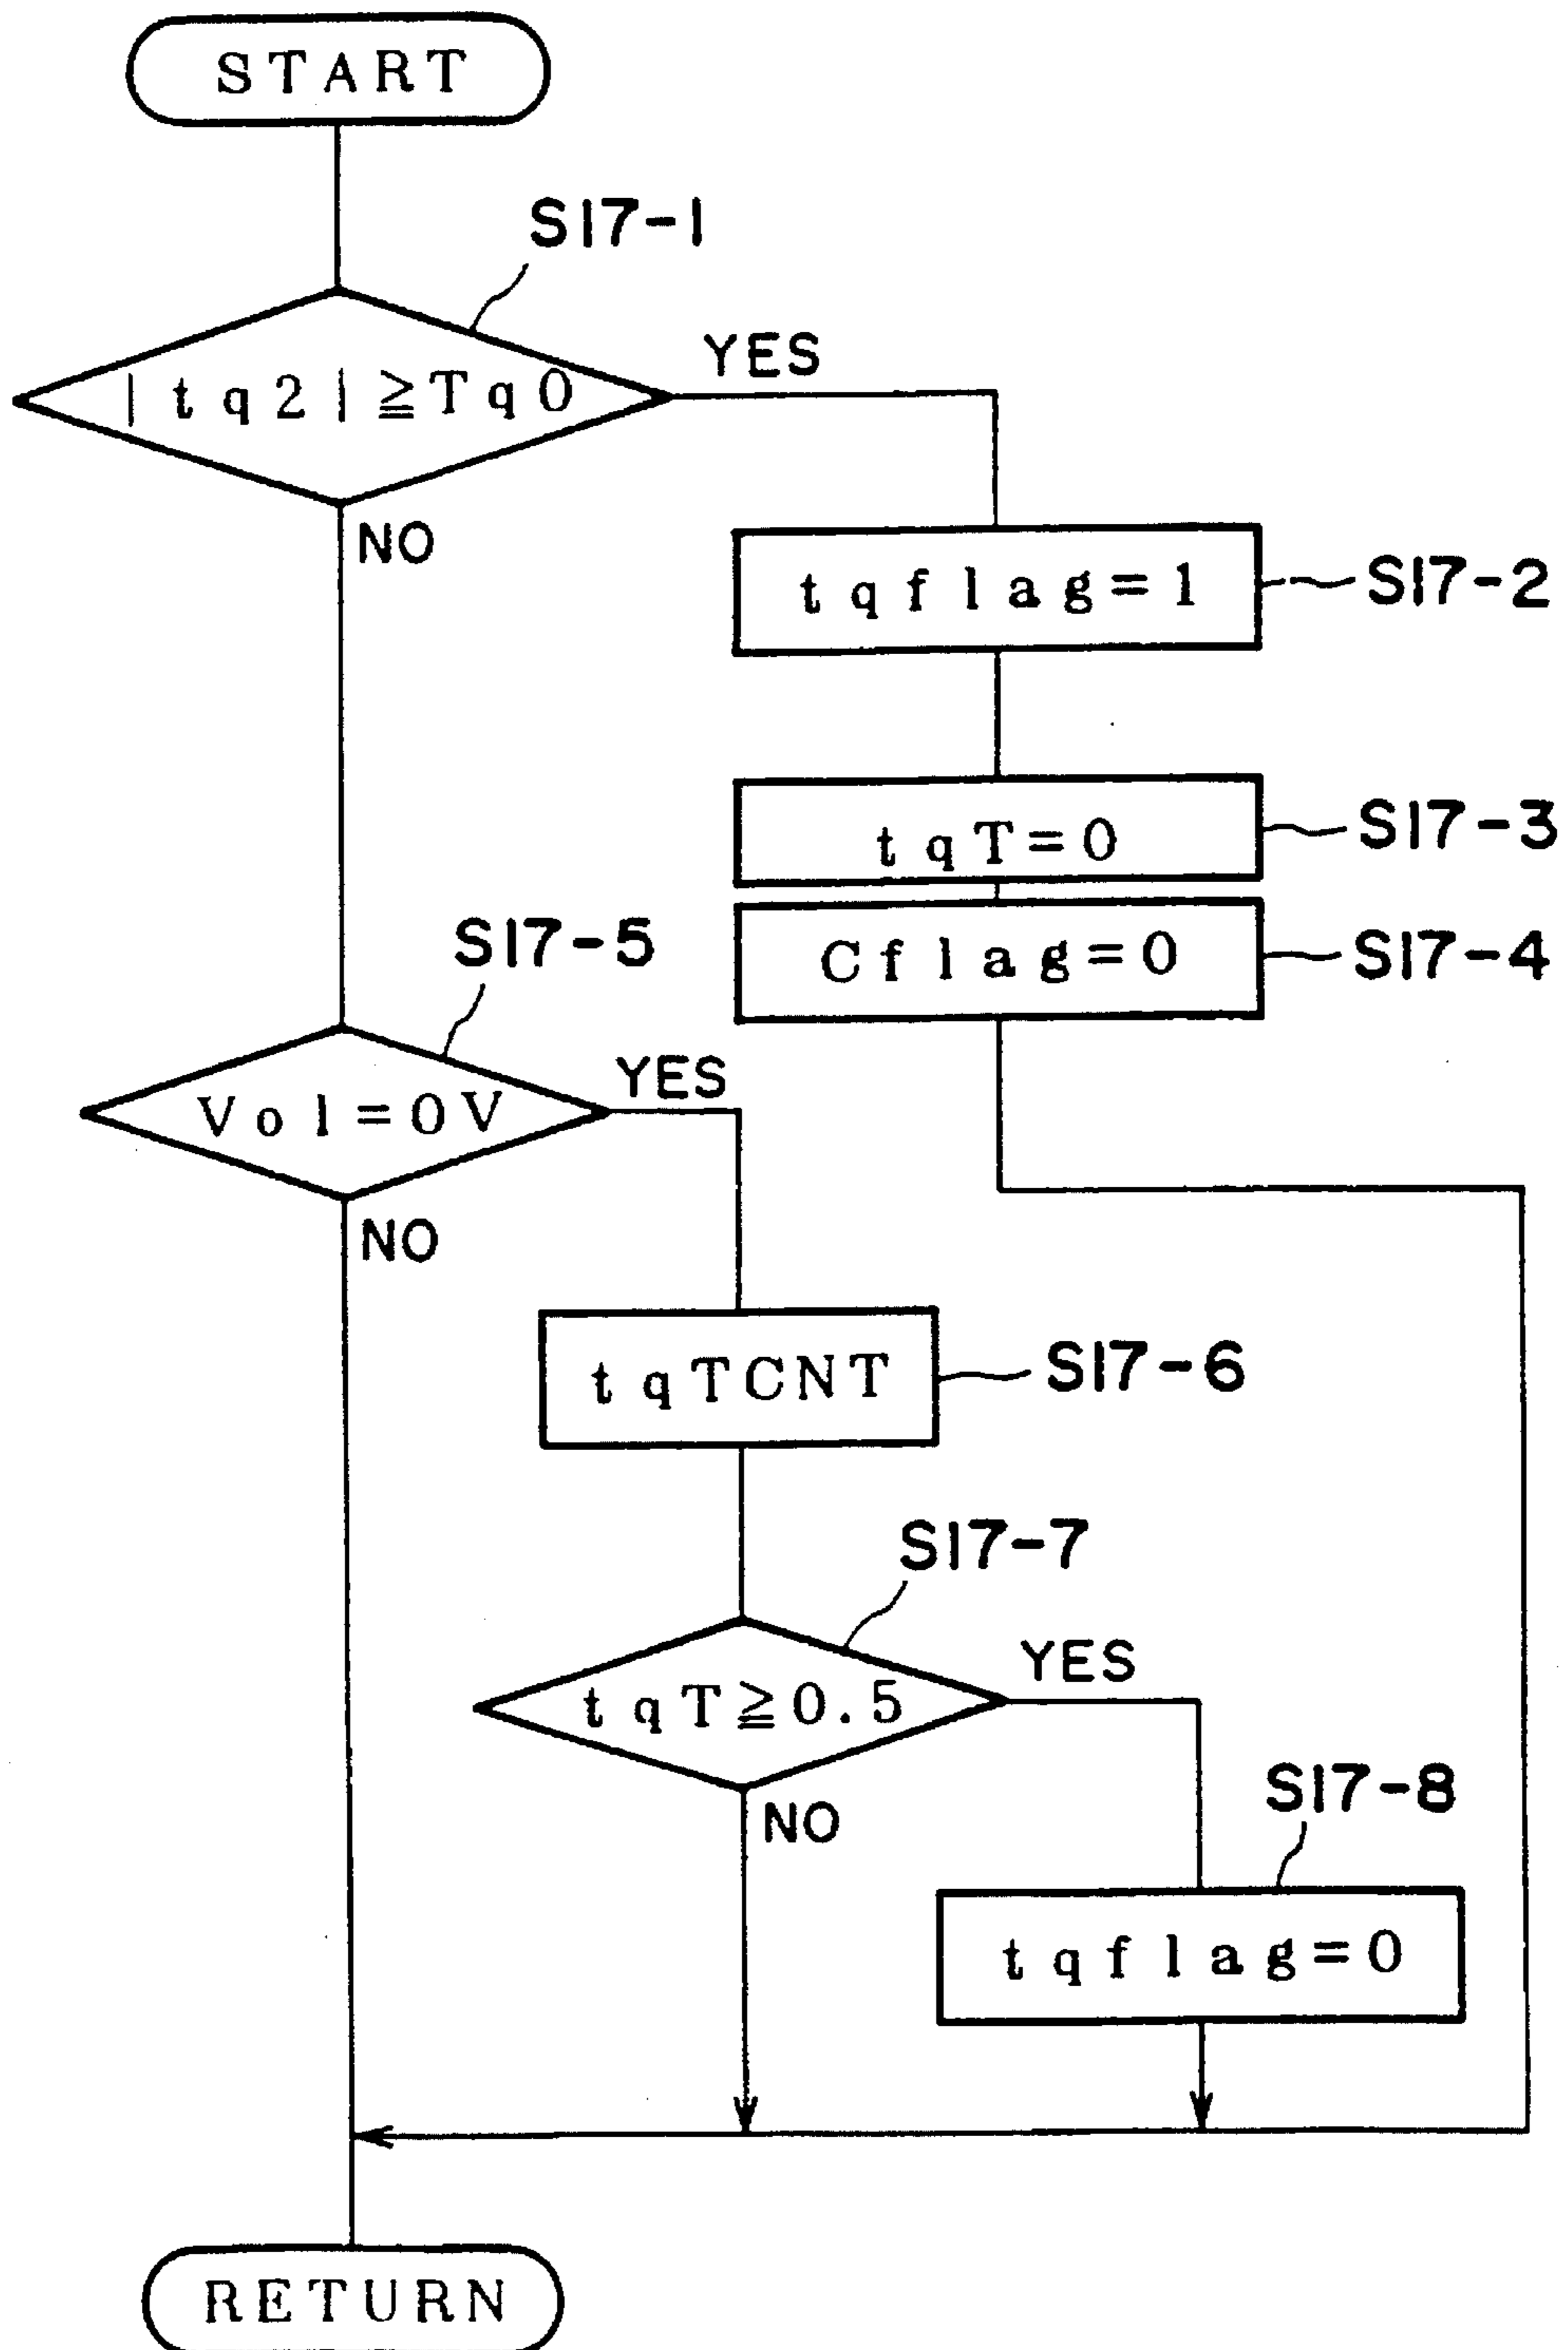 START
S17-1
|tq2|≧Tq0
YES
NO
tqflag=1
S17-2
tqT=0
S17-3
Cflag=0
S17-4
S17-5
Vol=0V
YES
NO
tqTCNT
S17-6
S17-7
tqT≧0.5
YES
NO
S17-8
tqflag=0
RETURN